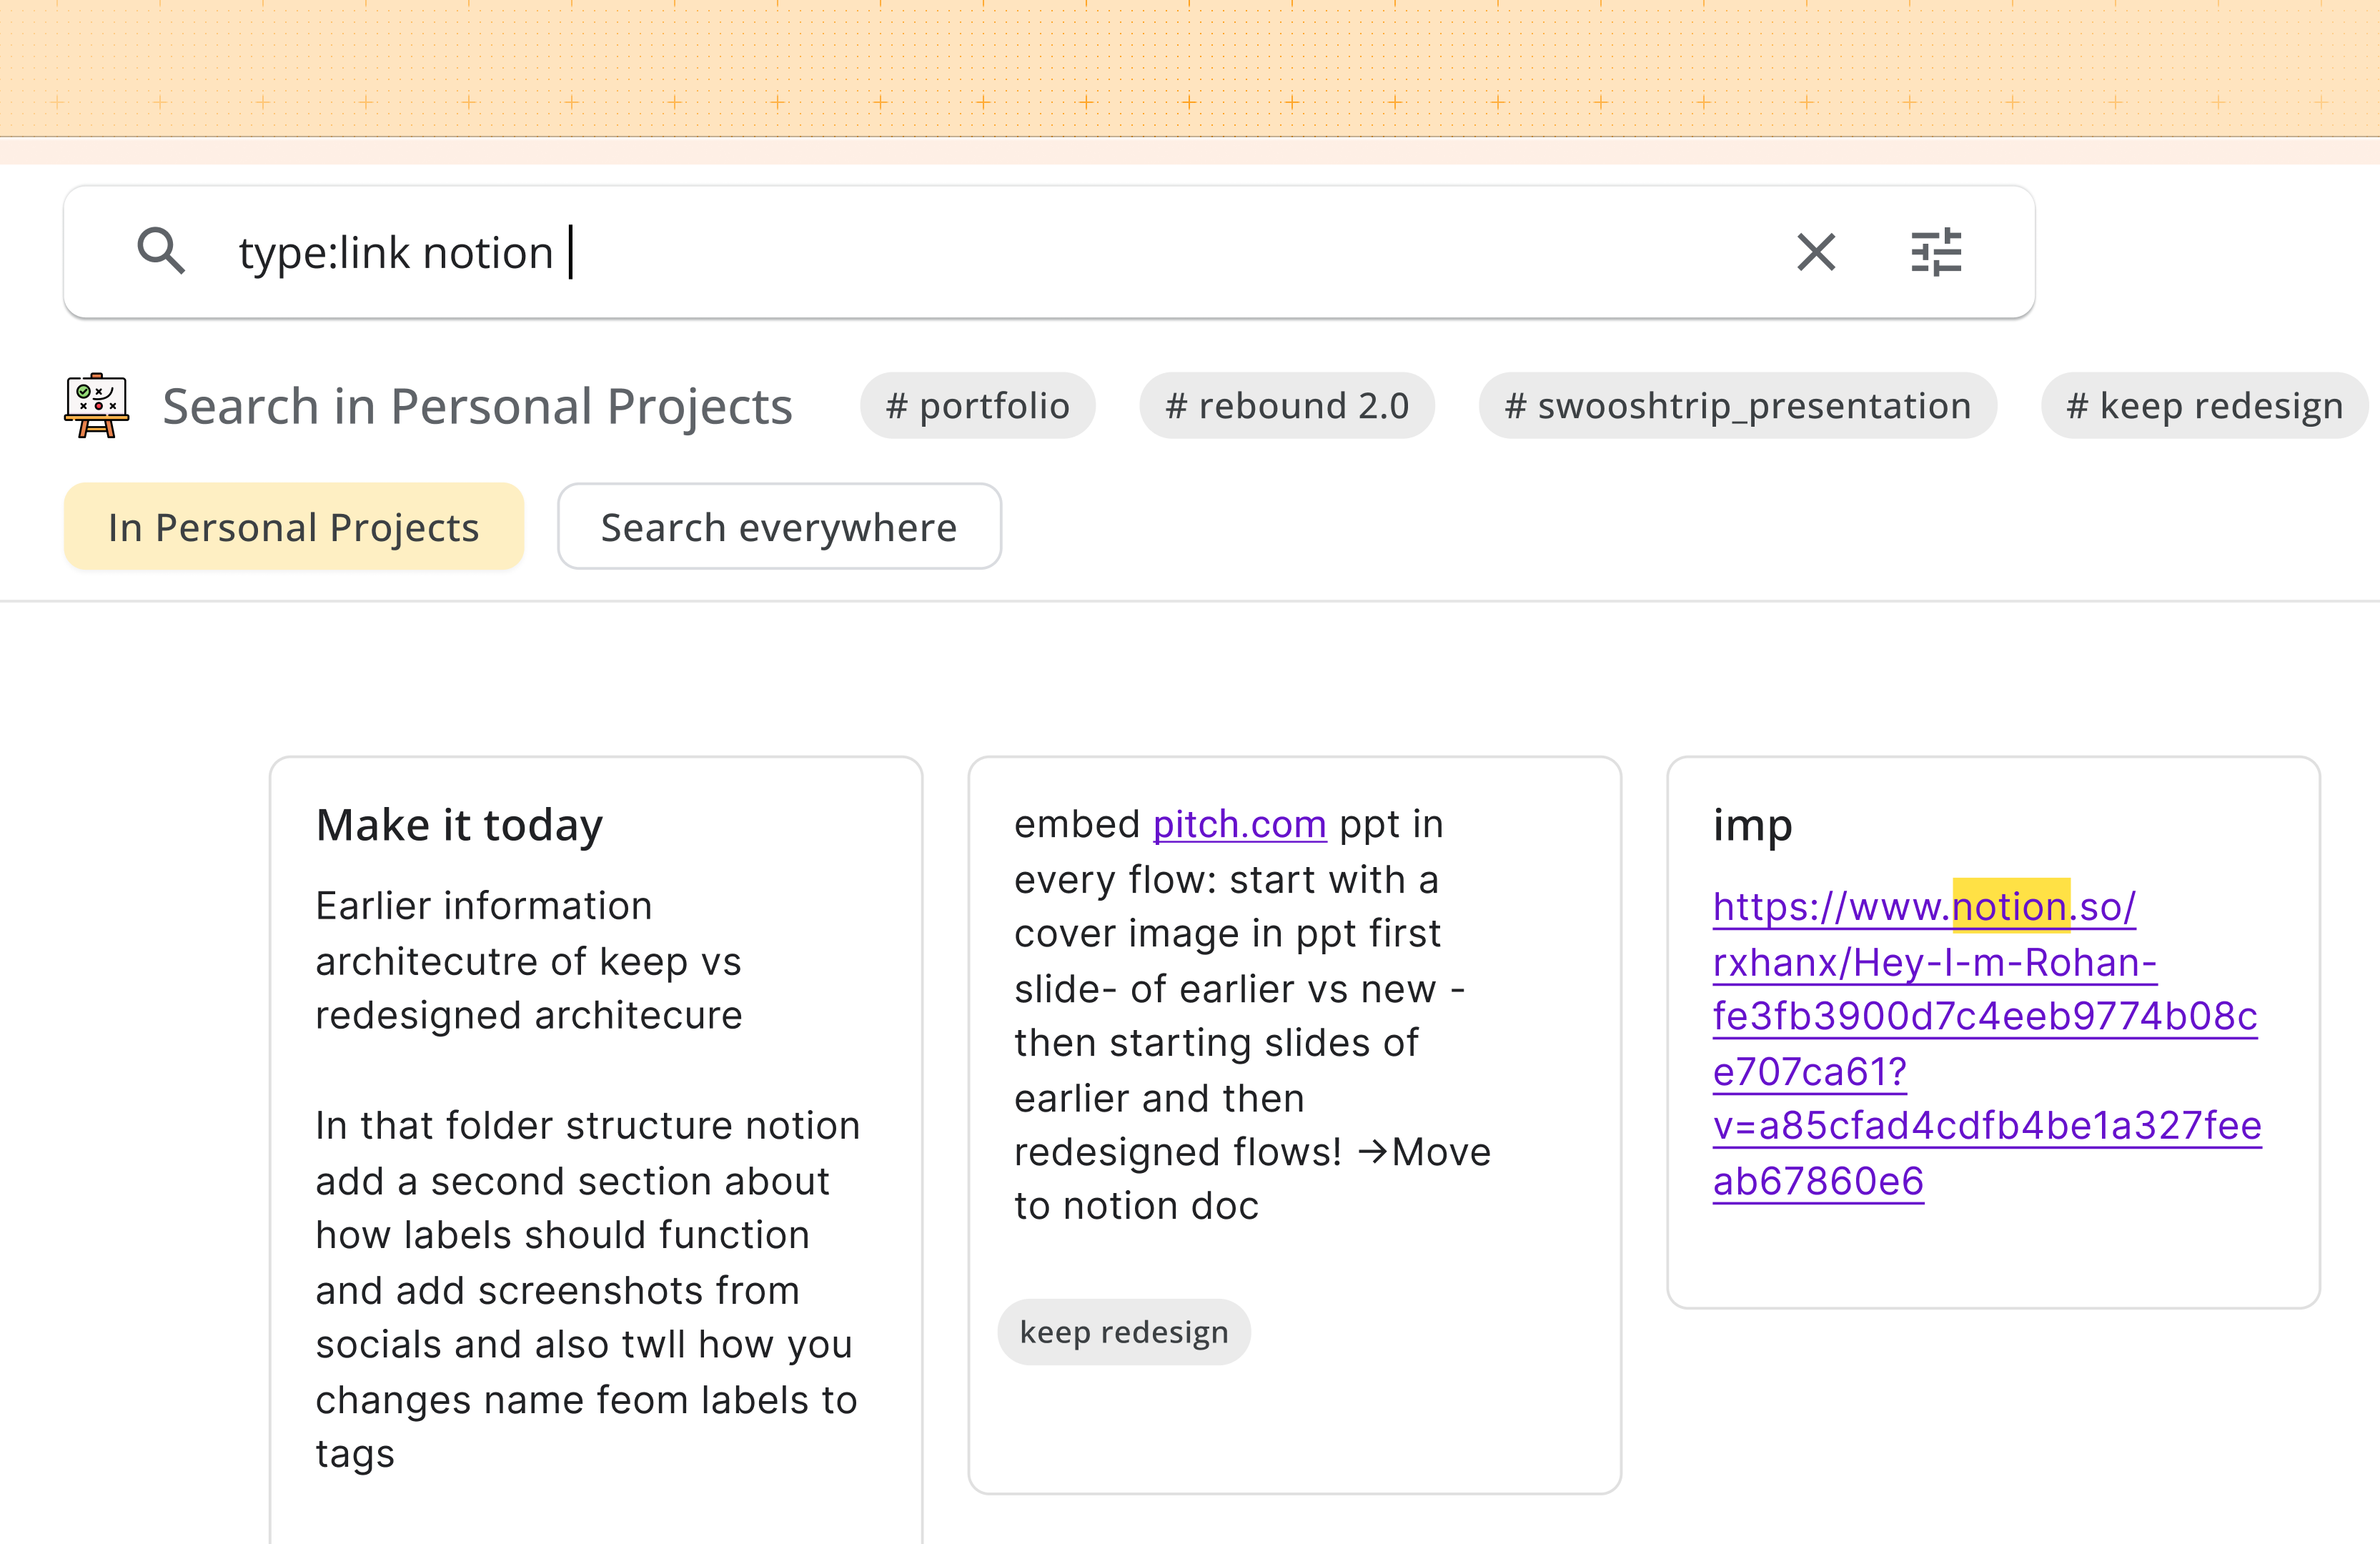 type:link notion
Search in Personal Projects
# portfolio
# rebound 2.0
# swooshtrip_presentation
# keep redesign
In Personal Projects
Search everywhere
Make it today
Earlier information
architecutre of keep vs
redesigned architecure
In that folder structure notion
add a second section about
how labels should function
and add screenshots from
socials and also twll how you
changes name feom labels to
tags
embed pitch.com ppt in
every flow: start with a
cover image in ppt first
slide- of earlier vs new -
then starting slides of
earlier and then
redesigned flows! →Move
to notion doc
keep redesign
imp
https://www.notion.so/
rxhanx/Hey-I-m-Rohan-
fe3fb3900d7c4eeb9774b08c
e707ca61?
v=a85cfad4cdfb4be1a327fee
ab67860e6